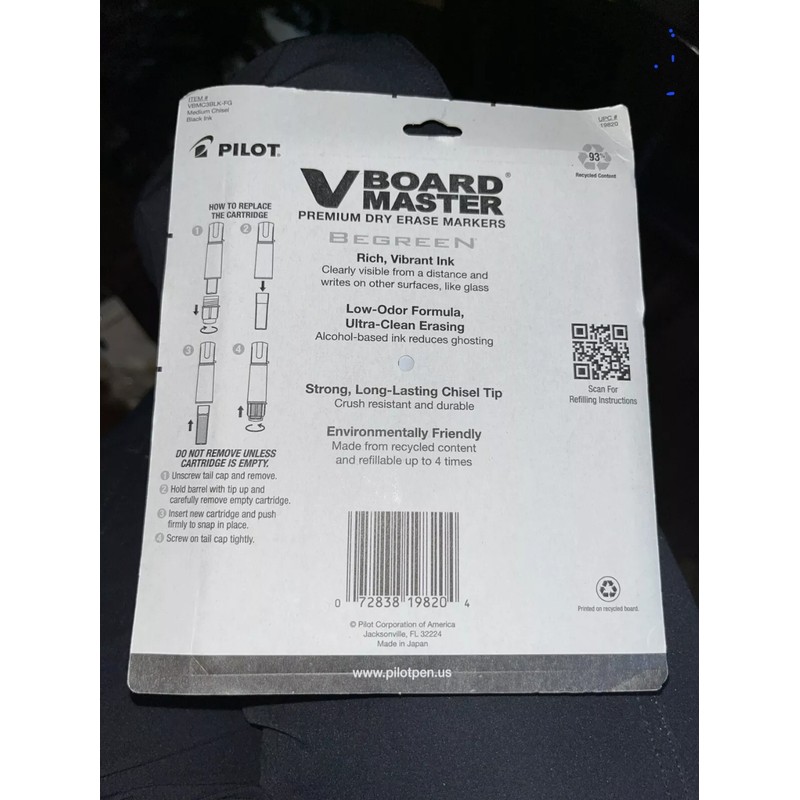 ITEM #
VBMC3BLK-FG
Medium Chisel
Black Ink
UPC #
19820
PILOT.
93%
Recycled Content
V BOARD MASTER®
PREMIUM DRY ERASE MARKERS
BEGREEN
HOW TO REPLACE
THE CARTRIDGE
1 2
3 4
Rich, Vibrant Ink
Clearly visible from a distance and
writes on other surfaces, like glass
Low-Odor Formula,
Ultra-Clean Erasing
Alcohol-based ink reduces ghosting
Strong, Long-Lasting Chisel Tip
Crush resistant and durable
Environmentally Friendly
Made from recycled content
and refillable up to 4 times
Scan For
Refilling Instructions
DO NOT REMOVE UNLESS
CARTRIDGE IS EMPTY.
1 Unscrew tail cap and remove.
2 Hold barrel with tip up and
carefully remove empty cartridge.
3 Insert new cartridge and push
firmly to snap in place.
4 Screw on tail cap tightly.
0 72838 19820 4
© Pilot Corporation of America
Jacksonville, FL 32224
Made in Japan
Printed on recycled board.
www.pilotpen.us